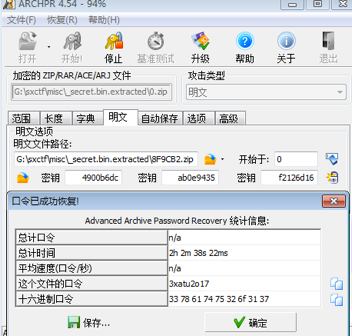 ARCHPR 4.54 - 94%
文件(F) 恢复(R) 帮助(H)
打开 开始! 停止 基准测试 升级 帮助 关于 退出
加密的 ZIP/RAR/ACE/ARJ 文件
攻击类型
G:\sxctf\misc\_secret.bin.extracted\0.zip
明文
范围 长度 字典 明文 自动保存 选项 高级
明文选项
明文文件路径:
G:\sxctf\misc\_secret.bin.extracted\8F9CB2.zip
开始于: 0
密钥 4900b6dc 密钥 ab0e9435 密钥 f2126d16
口令已成功恢复!
Advanced Archive Password Recovery 统计信息:
总计口令 n/a
总计时间 2h 2m 38s 22ms
平均速度(口令/秒) n/a
这个文件的口令 3xatu2o17
十六进制口令 33 78 61 74 75 32 6f 31 37
保存... 确定